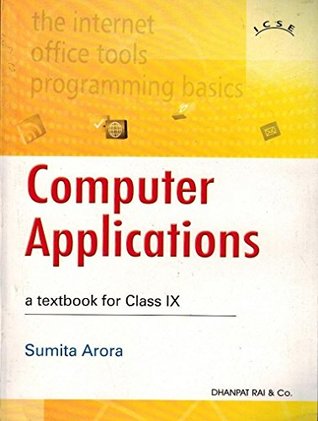 the internet
office tools
programming basics
ICSE
Computer
Applications
a textbook for Class IX
Sumita Arora
DHANPAT RAI & Co.